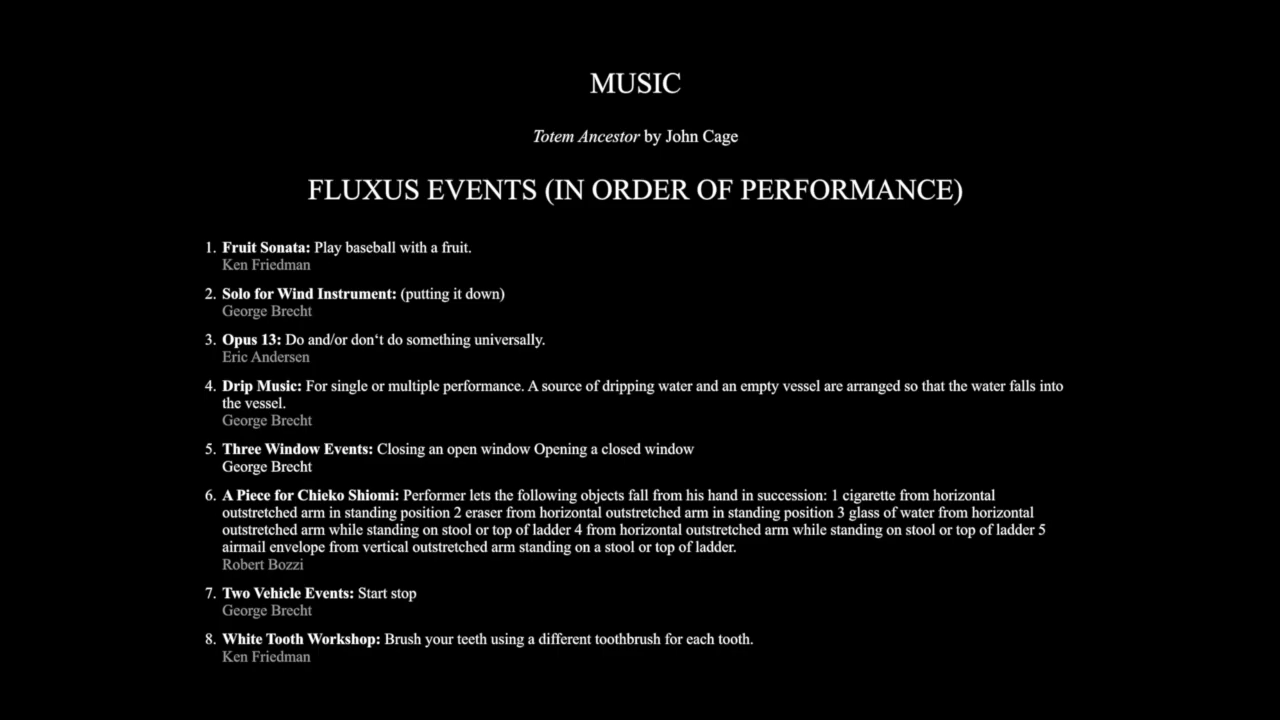 MUSIC
Totem Ancestor by John Cage
FLUXUS EVENTS (IN ORDER OF PERFORMANCE)
1. Fruit Sonata: Play baseball with a fruit.
Ken Friedman
2. Solo for Wind Instrument: (putting it down)
George Brecht
3. Opus 13: Do and/or don‘t do something universally.
Eric Andersen
4. Drip Music: For single or multiple performance. A source of dripping water and an empty vessel are arranged so that the water falls into
the vessel.
George Brecht
5. Three Window Events: Closing an open window Opening a closed window
George Brecht
6. A Piece for Chieko Shiomi: Performer lets the following objects fall from his hand in succession: 1 cigarette from horizontal
outstretched arm in standing position 2 eraser from horizontal outstretched arm in standing position 3 glass of water from horizontal
outstretched arm while standing on stool or top of ladder 4 from horizontal outstretched arm while standing on stool or top of ladder 5
airmail envelope from vertical outstretched arm standing on a stool or top of ladder.
Robert Bozzi
7. Two Vehicle Events: Start stop
George Brecht
8. White Tooth Workshop: Brush your teeth using a different toothbrush for each tooth.
Ken Friedman